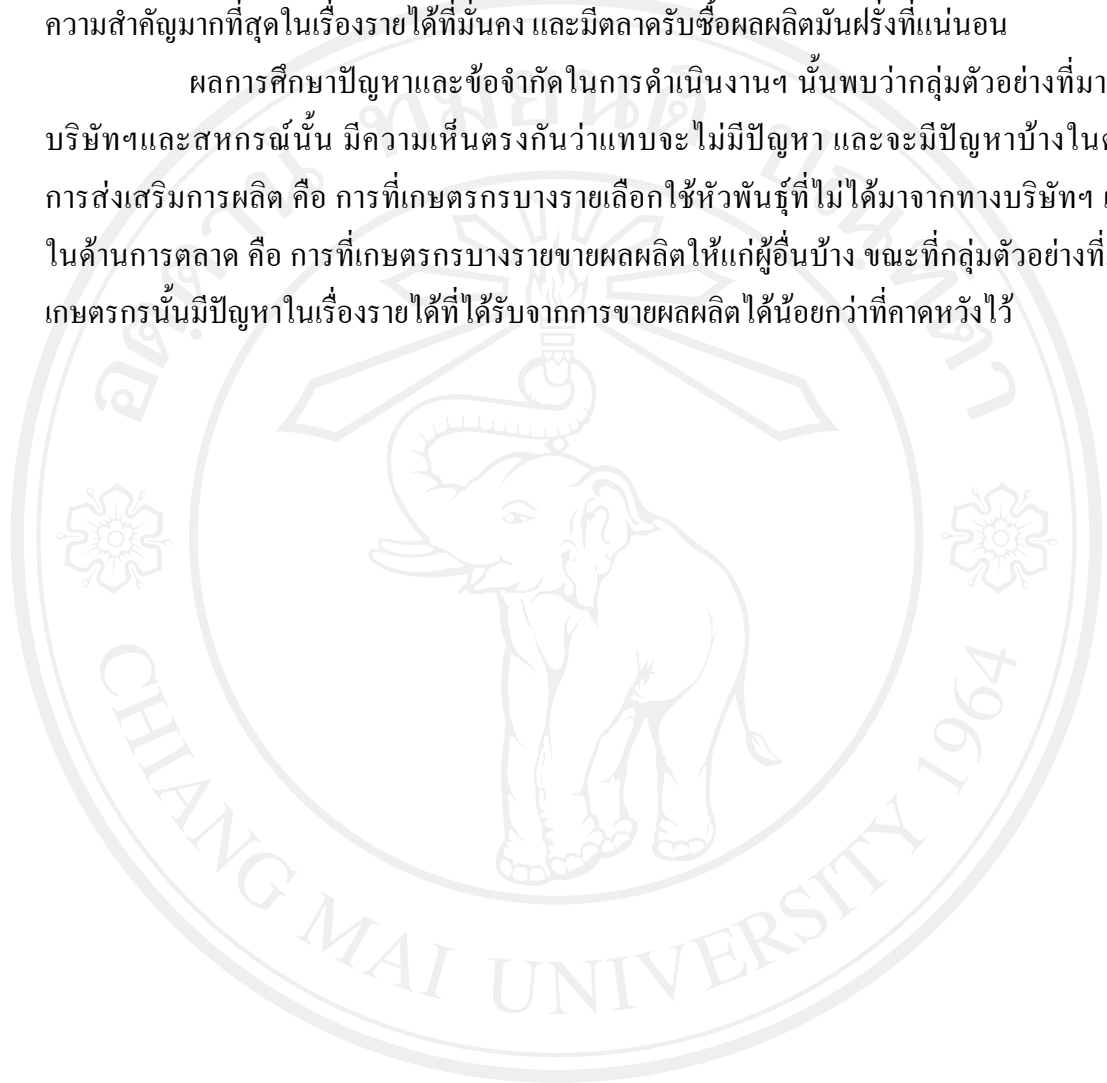 ความสำคัญมากที่สุดในเรื่องรายได้ที่มั่นคง และมีตลาดรับซื้อผลผลิตมันฝรั่งที่แน่นอน
ผลการศึกษาปัญหาและข้อจำกัดในการดำเนินงานฯ นั้นพบว่ากลุ่มตัวอย่างที่มา
บริษัทฯและสหกรณ์นั้น มีความเห็นตรงกันว่าแทบจะไม่มีปัญหา และจะมีปัญหาบ้างใน
การส่งเสริมการผลิต คือ การที่เกษตรกรบางรายเลือกใช้หัวพันธุ์ที่ไม่ได้มาจากทางบริษัทฯ
ในด้านการตลาด คือ การที่เกษตรกรบางรายขายผลผลิตให้แก่ผู้อื่นบ้าง ขณะที่กลุ่มตัวอย่างที่
เกษตรกรนั้นมีปัญหาในเรื่องรายได้ที่ได้รับจากการขายผลผลิตได้น้อยกว่าที่คาดหวังไว้
CHIANG MAI UNIVERSITY 1964